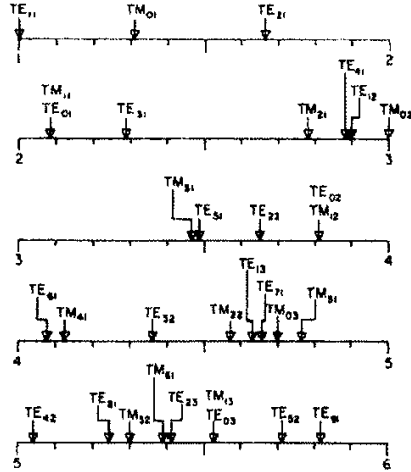 TE₁₁ TM₀₁ TE₂₁
1 2
TE₄₁
TM₁₁ TE₁₂
TE₀₁ TE₃₁ TM₂₁ TM₀₂
2 3
TM₃₁ TE₀₂
TE₅₁ TE₂₂ TM₁₂
3 4
TE₁₃
TE₆₁ TE₇₁ TM₅₁
TM₄₁ TE₃₂ TM₂₂ TM₀₃
4 5
TM₆₁
TE₈₁ TE₂₃ TM₁₃
TE₄₂ TM₃₂ TE₀₃ TE₅₂ TE₉₁
5 6